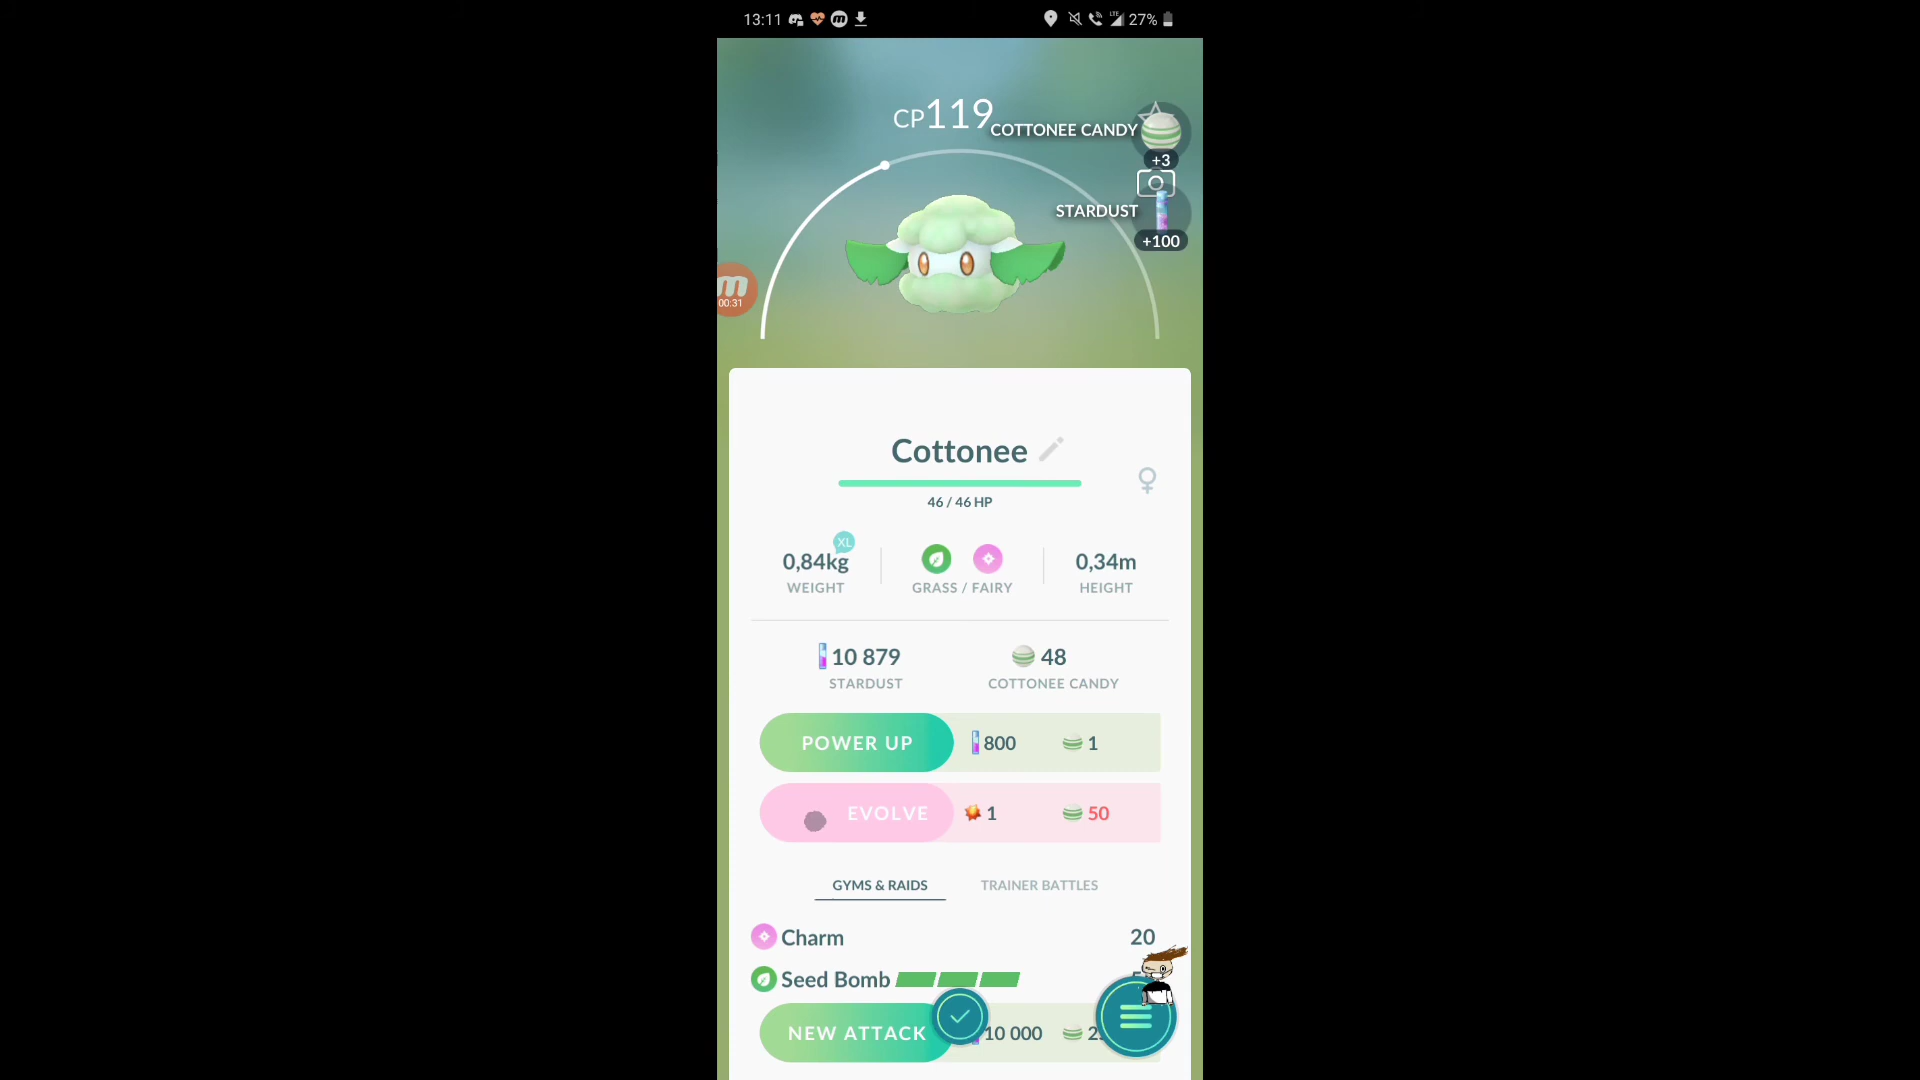 13:11
LTE 27%
CP119
COTTONEE CANDY
+3
STARDUST
+100
m
00:31
Cottonee
46 / 46 HP
XL
0,84kg
WEIGHT
GRASS / FAIRY
0,34m
HEIGHT
10 879
STARDUST
48
COTTONEE CANDY
POWER UP 800 1
EVOLVE 1 50
GYMS & RAIDS TRAINER BATTLES
Charm 20
Seed Bomb
NEW ATTACK 10 000